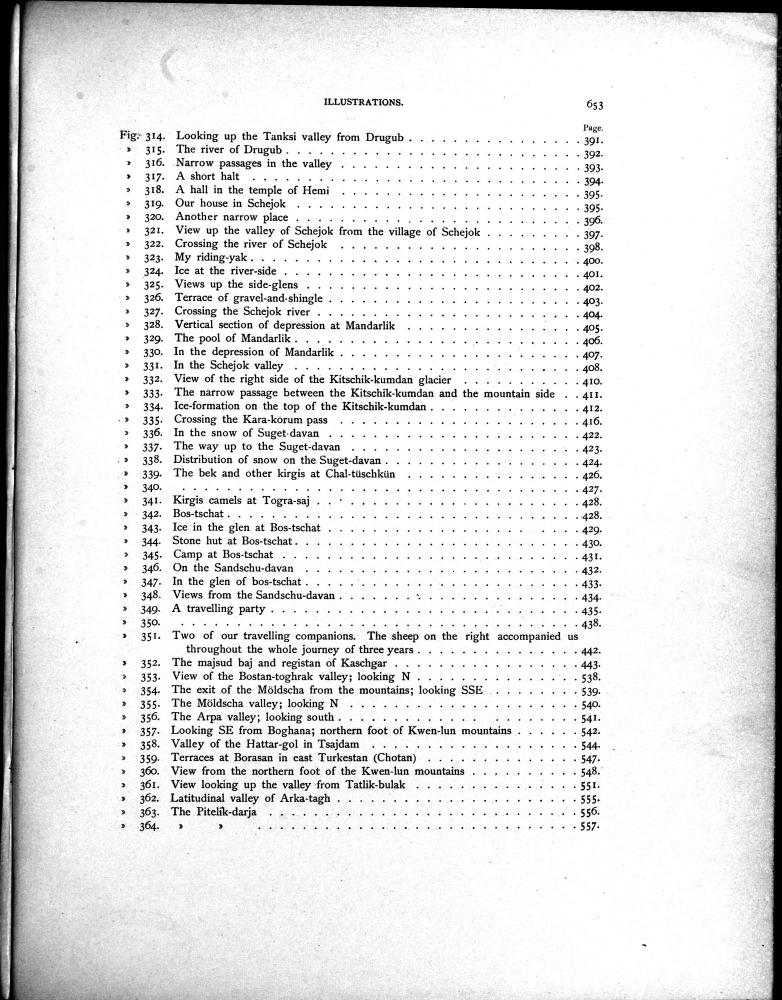 ILLUSTRATIONS. 653
Page.
Fig. 314. Looking up the Tanksi valley from Drugub . . . . . . . . . . . . . . . . 391.
» 315. The river of Drugub . . . . . . . . . . . . . . . . 392.
» 316. Narrow passages in the valley . . . . . . . . . . . . . . . . 393.
» 317. A short halt . . . . . . . . . . . . . . . . 394.
» 318. A hall in the temple of Hemi . . . . . . . . . . . . . . . . 395.
» 319. Our house in Schejok . . . . . . . . . . . . . . . . 395.
» 320. Another narrow place . . . . . . . . . . . . . . . . 396.
» 321. View up the valley of Schejok from the village of Schejok . . . . . . . . 397.
» 322. Crossing the river of Schejok . . . . . . . . . . . . . . . . 398.
» 323. My riding-yak . . . . . . . . . . . . . . . . 400.
» 324. Ice at the river-side . . . . . . . . . . . . . . . . 401.
» 325. Views up the side-glens . . . . . . . . . . . . . . . . 402.
» 326. Terrace of gravel-and-shingle . . . . . . . . . . . . . . . . 403.
» 327. Crossing the Schejok river . . . . . . . . . . . . . . . . 404.
» 328. Vertical section of depression at Mandarlik . . . . . . . . . . . . 405.
» 329. The pool of Mandarlik . . . . . . . . . . . . . . . . 406.
» 330. In the depression of Mandarlik . . . . . . . . . . . . . . . . 407.
» 331. In the Schejok valley . . . . . . . . . . . . . . . . 408.
» 332. View of the right side of the Kitschik-kumdan glacier . . . . . . . . . 410.
» 333. The narrow passage between the Kitschik-kumdan and the mountain side . . 411.
» 334. Ice-formation on the top of the Kitschik-kumdan . . . . . . . . . . . 412.
» 335. Crossing the Kara-korum pass . . . . . . . . . . . . . . . . 416.
» 336. In the snow of Suget-davan . . . . . . . . . . . . . . . . 422.
» 337. The way up to the Suget-davan . . . . . . . . . . . . . . . . 423.
» 338. Distribution of snow on the Suget-davan . . . . . . . . . . . . . . 424.
» 339. The bek and other kirgis at Chal-tüschkün . . . . . . . . . . . . . 426.
» 340. . . . . . . . . . . . . . . . . 427.
» 341. Kirgis camels at Togra-saj . . . . . . . . . . . . . . . . 428.
» 342. Bos-tschat . . . . . . . . . . . . . . . . 428.
» 343. Ice in the glen at Bos-tschat . . . . . . . . . . . . . . . . 429.
» 344. Stone hut at Bos-tschat . . . . . . . . . . . . . . . . 430.
» 345. Camp at Bos-tschat . . . . . . . . . . . . . . . . 431.
» 346. On the Sandschu-davan . . . . . . . . . . . . . . . . 432.
» 347. In the glen of bos-tschat . . . . . . . . . . . . . . . . 433.
» 348. Views from the Sandschu-davan . . . . . . . . . . . . . . . . 434.
» 349. A travelling party . . . . . . . . . . . . . . . . 435.
» 350. . . . . . . . . . . . . . . . . 438.
» 351. Two of our travelling companions. The sheep on the right accompanied us
throughout the whole journey of three years . . . . . . . . . . . . 442.
» 352. The majsud baj and registan of Kaschgar . . . . . . . . . . . . . . 443.
» 353. View of the Bostan-toghrak valley; looking N . . . . . . . . . . . . 538.
» 354. The exit of the Möldscha from the mountains; looking SSE . . . . . . . . 539.
» 355. The Möldscha valley; looking N . . . . . . . . . . . . . . . . 540.
» 356. The Arpa valley; looking south . . . . . . . . . . . . . . . . 541.
» 357. Looking SE from Boghana; northern foot of Kwen-lun mountains . . . . . 542.
» 358. Valley of the Hattar-gol in Tsajdam . . . . . . . . . . . . . . . . 544.
» 359. Terraces at Borasan in east Turkestan (Chotan) . . . . . . . . . . . 547.
» 360. View from the northern foot of the Kwen-lun mountains . . . . . . . . 548.
» 361. View looking up the valley from Tatlik-bulak . . . . . . . . . . . . 551.
» 362. Latitudinal valley of Arka-tagh . . . . . . . . . . . . . . . . 555.
» 363. The Pitelik-darja . . . . . . . . . . . . . . . . 556.
» 364. » » . . . . . . . . . . . . . . . . 557.